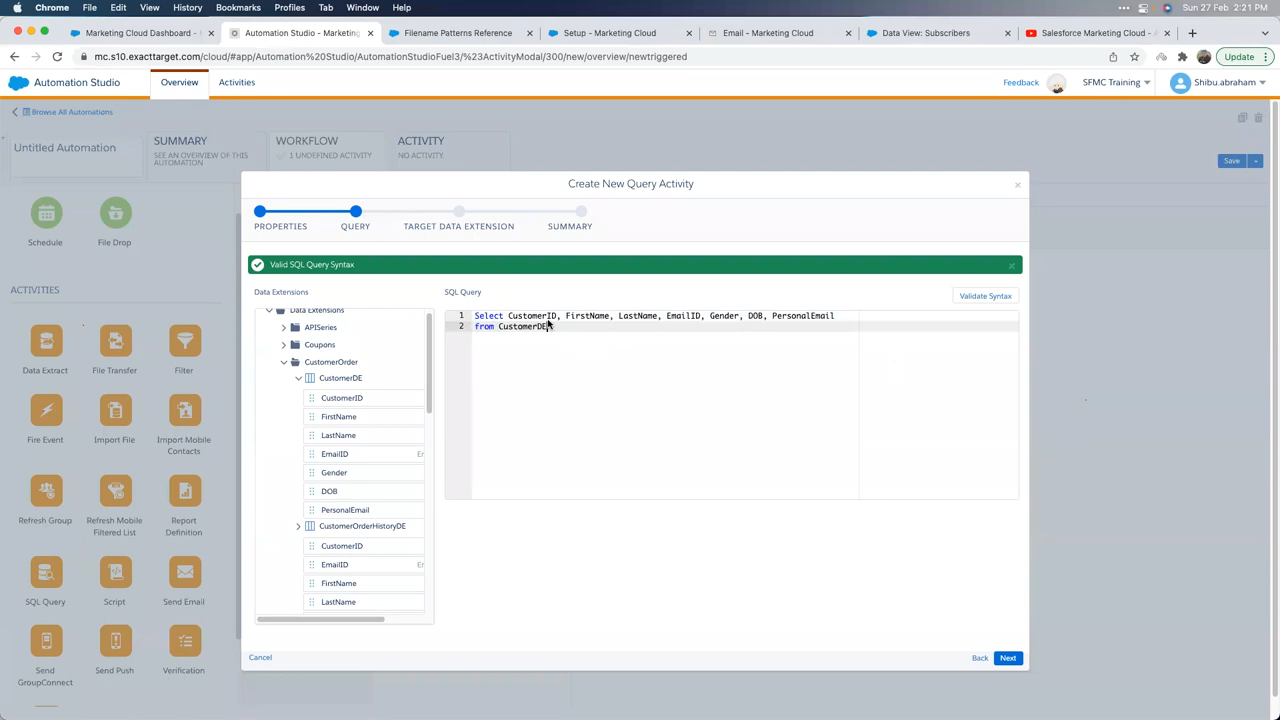 Chrome File Edit View History Bookmarks Profiles Tab Window Help Sun 27 Feb 2:21 PM
Marketing Cloud Dashboard - Automation Studio - Marketing Filename Patterns Reference Setup - Marketing Cloud Email - Marketing Cloud Data View: Subscribers Salesforce Marketing Cloud - A
mc.s10.exacttarget.com/cloud/#app/Automation%20Studio/AutomationStudioFuel3/%23ActivityModal/300/new/overview/newtriggered Update
Automation Studio Overview Activities Feedback SFMC Training Shibu.abraham
Browse All Automations
Untitled Automation
SUMMARY
SEE AN OVERVIEW OF THIS
AUTOMATION
WORKFLOW
1 UNDEFINED ACTIVITY
ACTIVITY
NO ACTIVITY.
Save
Schedule File Drop
ACTIVITIES
Data Extract File Transfer Filter
Fire Event Import File Import Mobile
Contacts
Refresh Group Refresh Mobile
Filtered List
Report
Definition
SQL Query Script Send Email
Send
GroupConnect
Send Push Verification
Create New Query Activity
PROPERTIES QUERY TARGET DATA EXTENSION SUMMARY
Valid SQL Query Syntax
Data Extensions
Data Extensions
APISeries
Coupons
CustomerOrder
CustomerDE
CustomerID
FirstName
LastName
EmailID Er
Gender
DOB
PersonalEmail
CustomerOrderHistoryDE
CustomerID
EmailID Er
FirstName
LastName
SQL Query
Validate Syntax
1 Select CustomerID, FirstName, LastName, EmailID, Gender, DOB, PersonalEmail
2 from CustomerDE
Cancel Back Next